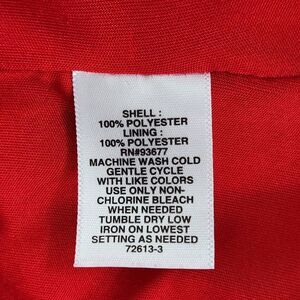 SHELL :
100% POLYESTER
LINING :
100% POLYESTER
RN#93677
MACHINE WASH COLD
GENTLE CYCLE
WITH LIKE COLORS
USE ONLY NON-
CHLORINE BLEACH
WHEN NEEDED
TUMBLE DRY LOW
IRON ON LOWEST
SETTING AS NEEDED
72613-3